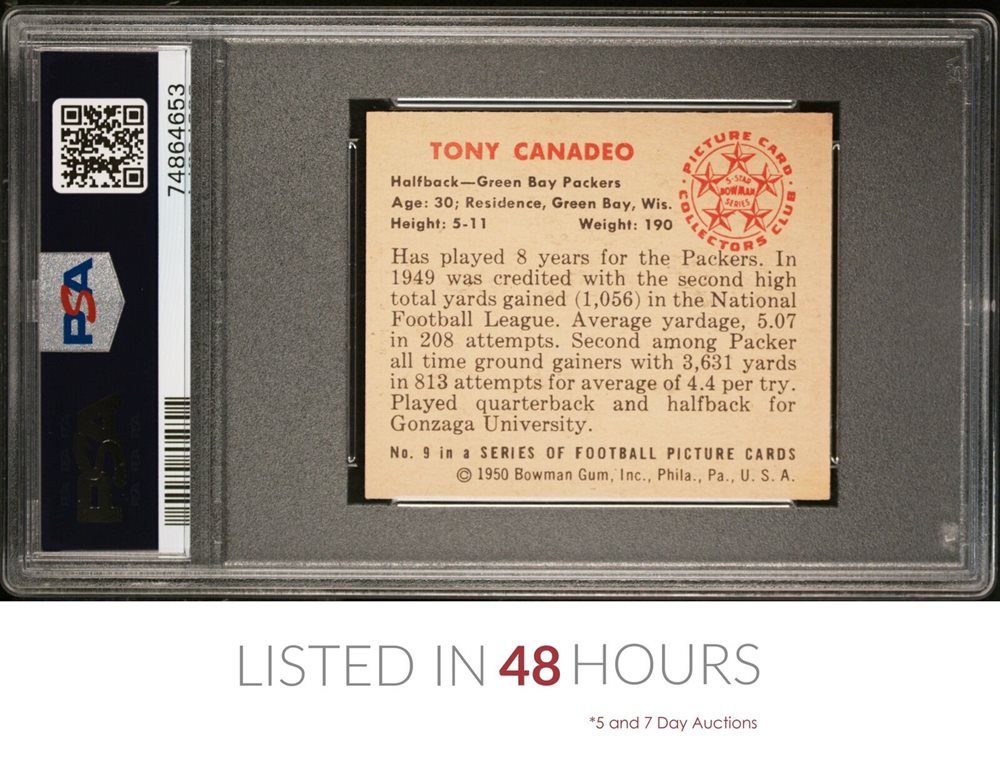 74864653
PSA
PSA
TONY CANADEO
PICTURE CARD
COLLECTORS CLUB
5-STAR
BOWMAN
SERIES
Halfback—Green Bay Packers
Age: 30; Residence, Green Bay, Wis.
Height: 5-11 Weight: 190
Has played 8 years for the Packers. In
1949 was credited with the second high
total yards gained (1,056) in the National
Football League. Average yardage, 5.07
in 208 attempts. Second among Packer
all time ground gainers with 3,631 yards
in 813 attempts for average of 4.4 per try.
Played quarterback and halfback for
Gonzaga University.
No. 9 in a SERIES OF FOOTBALL PICTURE CARDS
© 1950 Bowman Gum, Inc., Phila., Pa., U. S. A.
LISTED IN 48 HOURS
*5 and 7 Day Auctions